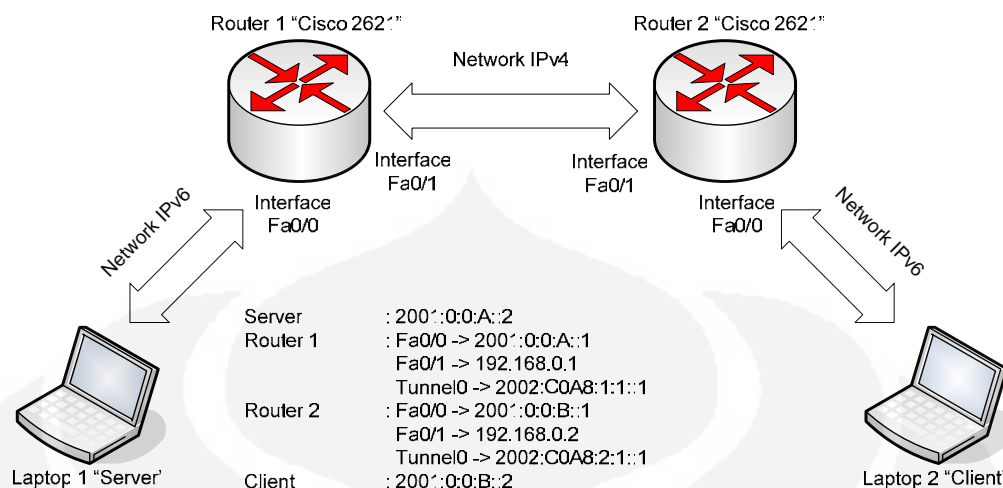 Router 1 "Cisco 2621"
Router 2 "Cisco 2621"
Network IPv4
Interface
Fa0/1
Interface
Fa0/1
Interface
Fa0/0
Interface
Fa0/0
Network IPv6
Network IPv6
Server : 2001:0:0:A::2
Router 1 : Fa0/0 -> 2001:0:0:A::1
Fa0/1 -> 192.168.0.1
Tunnel0 -> 2002:C0A8:1:1::1
Router 2 : Fa0/0 -> 2001:0:0:B::1
Fa0/1 -> 192.168.0.2
Tunnel0 -> 2002:C0A8:2:1::1
Client : 2001:0:0:B::2
Laptop 1 "Server"
Laptop 2 "Client"